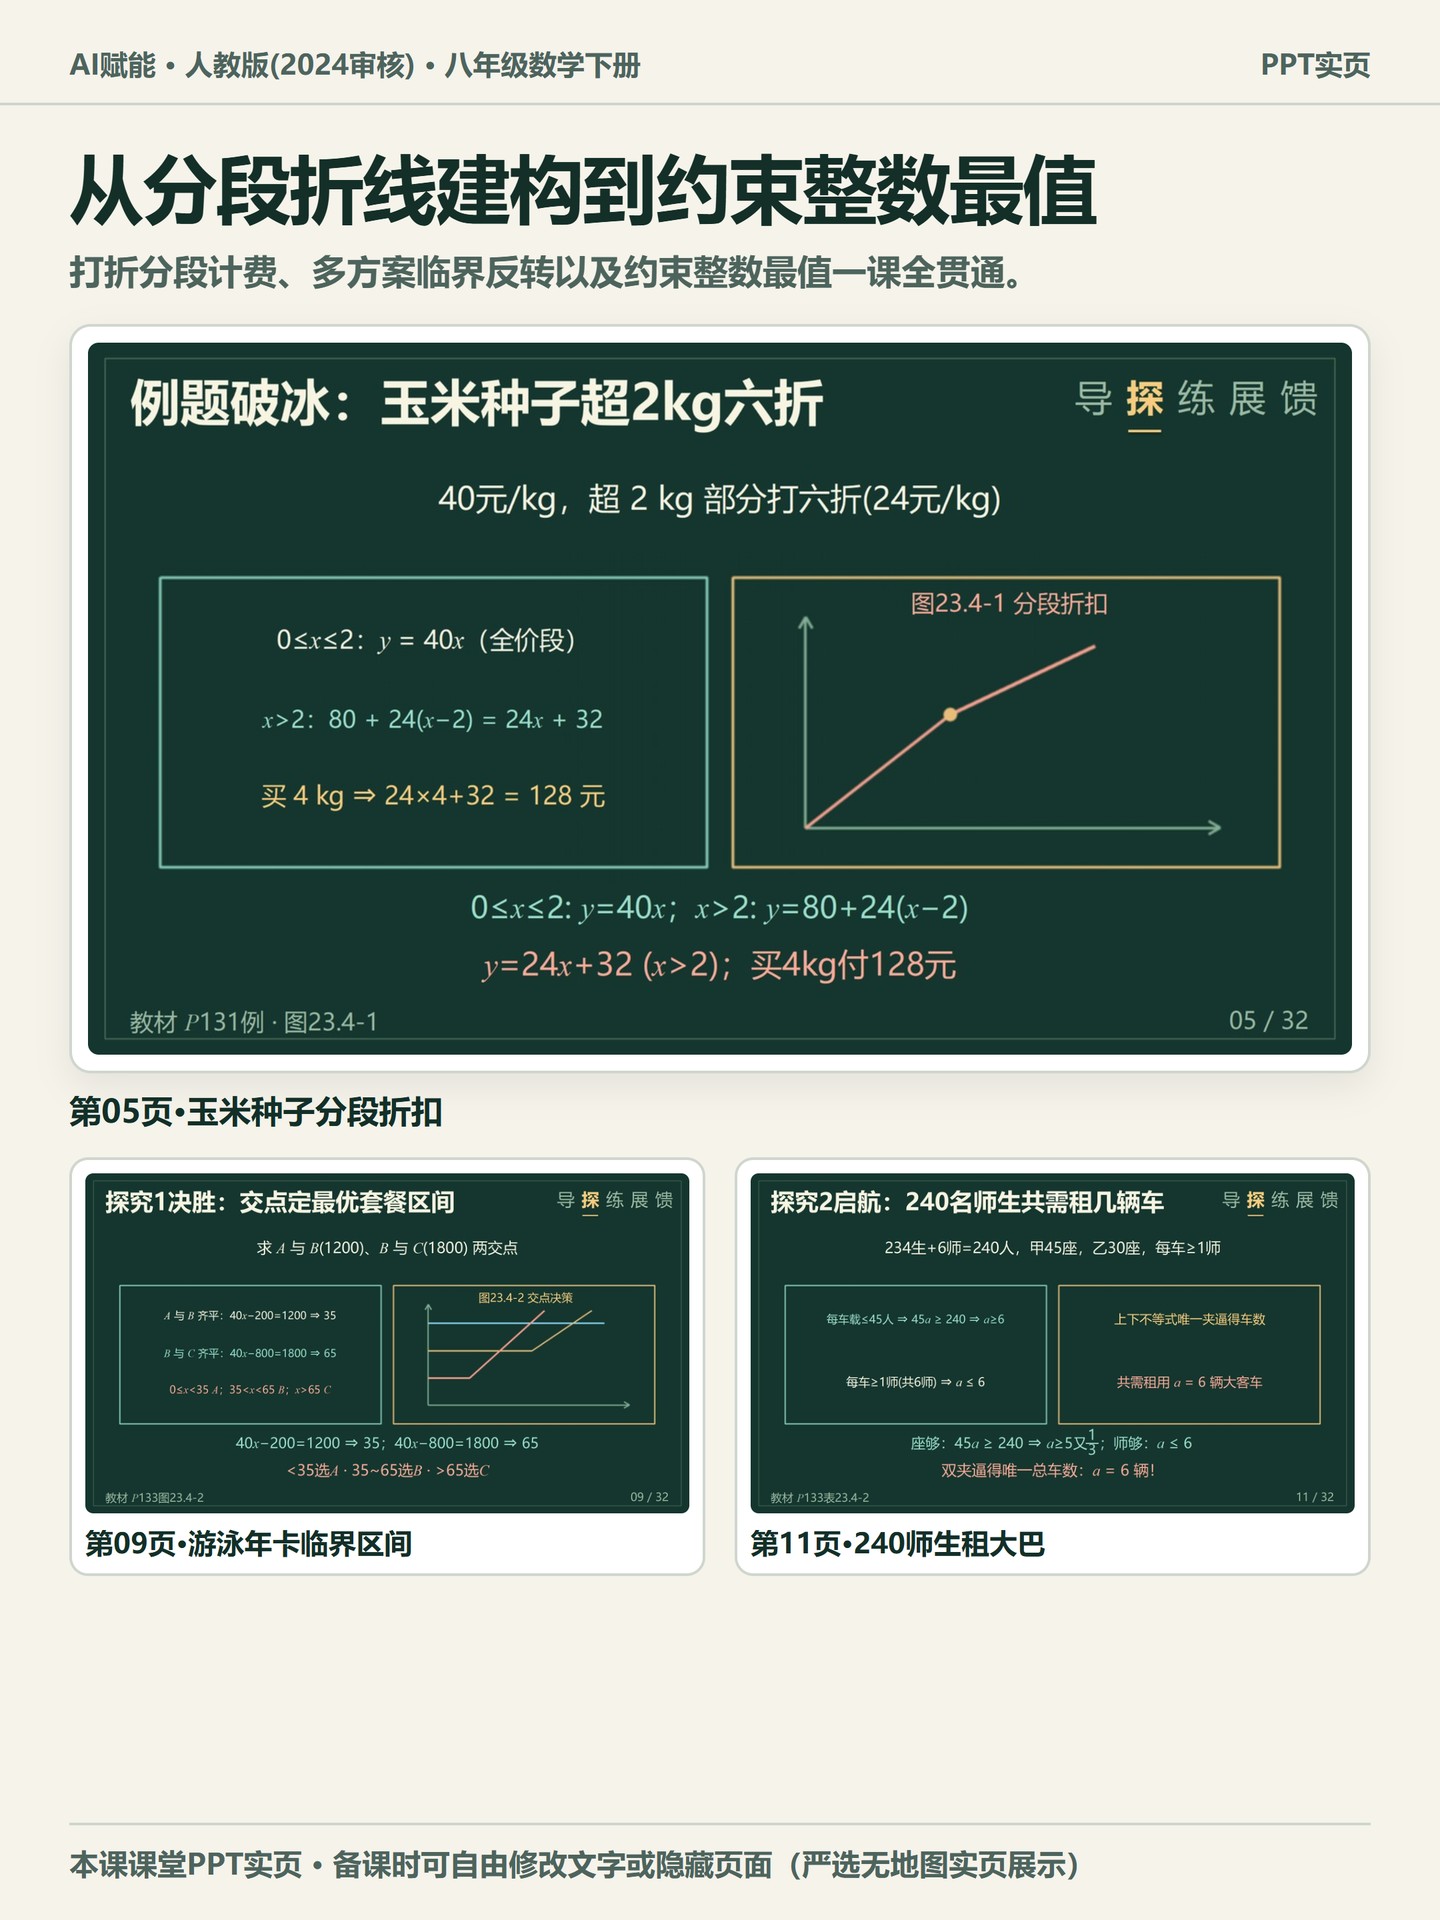 AI赋能 • 人教版(2024审核) • 八年级数学下册
PPT实页
从分段折线建构到约束整数最值
打折分段计费、多方案临界反转以及约束整数最值一课全贯通。
例题破冰：玉米种子超2kg六折
导 探 练 展 馈
40元/kg，超 2 kg 部分打六折(24元/kg)
0≤x≤2：y = 40x（全价段）
x>2：80 + 24(x−2) = 24x + 32
买 4 kg ⇒ 24×4+32 = 128 元
图23.4-1 分段折扣
0≤x≤2: y=40x；x>2: y=80+24(x−2)
y=24x+32 (x>2)；买4kg付128元
教材 P131例 · 图23.4-1
05 / 32
第05页•玉米种子分段折扣
探究1决胜：交点定最优套餐区间
导 探 练 展 馈
求 A 与 B(1200)、B 与 C(1800) 两交点
A 与 B 齐平：40x−200=1200 ⇒ 35
B 与 C 齐平：40x−800=1800 ⇒ 65
0≤x<35 A；35<x<65 B；x>65 C
图23.4-2 交点决策
40x−200=1200 ⇒ 35；40x−800=1800 ⇒ 65
<35选A · 35~65选B · >65选C
教材 P133图23.4-2
09 / 32
第09页•游泳年卡临界区间
探究2启航：240名师生共需租几辆车
导 探 练 展 馈
234生+6师=240人，甲45座，乙30座，每车≥1师
每车载≤45人 ⇒ 45a ≥ 240 ⇒ a≥6
每车≥1师(共6师) ⇒ a ≤ 6
上下不等式唯一夹逼得车数
共需租用 a = 6 辆大客车
座够：45a ≥ 240 ⇒ a≥5又1/3；师够：a ≤ 6
双夹逼得唯一总车数：a = 6 辆！
教材 P133表23.4-2
11 / 32
第11页•240师生租大巴
本课课堂PPT实页 • 备课时可自由修改文字或隐藏页面（严选无地图实页展示）